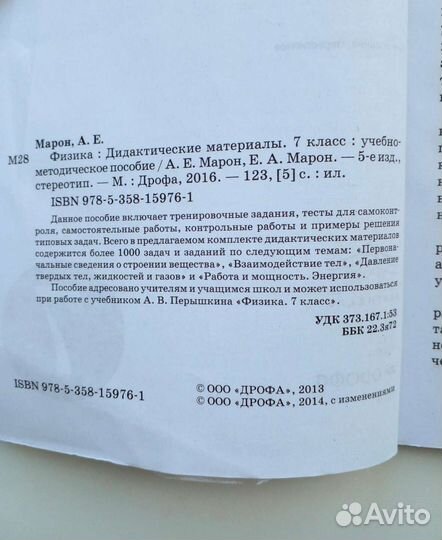 Марон, А. Е.
М28 Физика : Дидактические материалы. 7 класс : учебно-
методическое пособие / А. Е. Марон, Е. А. Марон. — 5-е изд.,
стереотип. — М. : Дрофа, 2016. — 123, [5] с. : ил.
ISBN 978-5-358-15976-1
Данное пособие включает тренировочные задания, тесты для самоконт-
роля, самостоятельные работы, контрольные работы и примеры решения
типовых задач. Всего в предлагаемом комплекте дидактических материалов
содержится более 1000 задач и заданий по следующим темам: «Первона-
чальные сведения о строении вещества», «Взаимодействие тел», «Давление
твердых тел, жидкостей и газов» и «Работа и мощность. Энергия».
Пособие адресовано учителям и учащимся школ и может использоваться
при работе с учебником А. В. Перышкина «Физика. 7 класс».
УДК 373.167.1:53
ББК 22.3я72
ISBN 978-5-358-15976-1
© ООО «ДРОФА», 2013
© ООО «ДРОФА», 2014, с изменениями
Avito